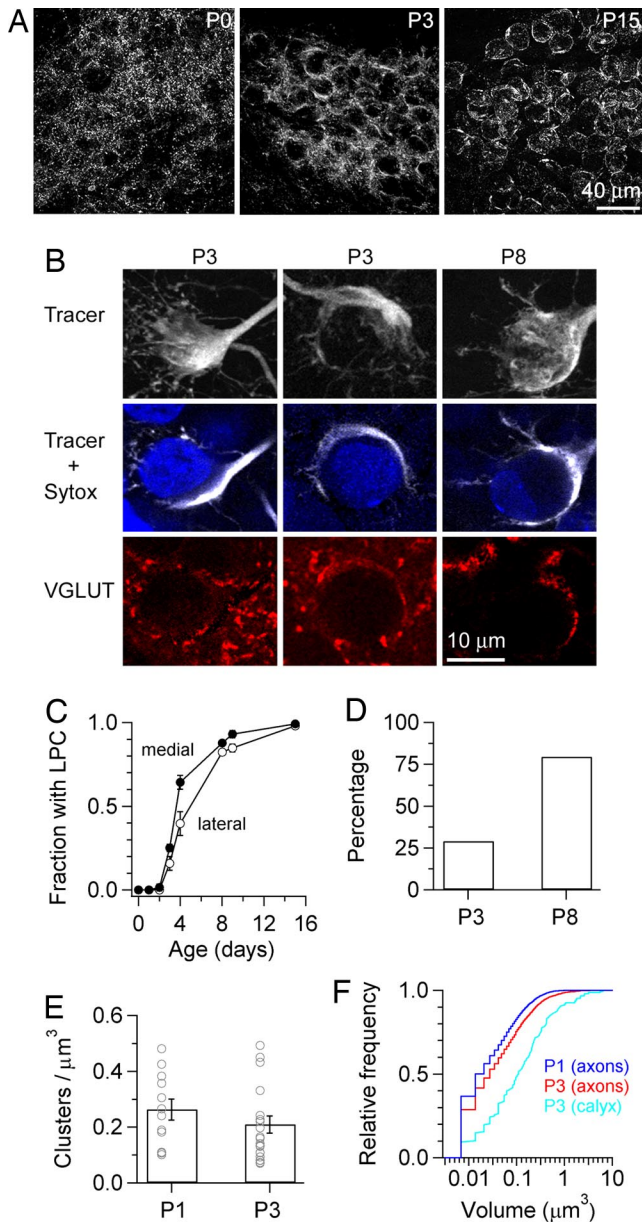 A
P0
P3
P15
40 μm
B
P3
P3
P8
Tracer
Tracer
+
Sytox
VGLUT
10 μm
C
Fraction with LPC
1.0
0.5
0.0
medial
lateral
0
4
8
12
16
Age (days)
D
Percentage
100
75
50
25
0
P3
P8
E
Clusters / μm³
0.6
0.4
0.2
0.0
P1
P3
F
Relative frequency
1.0
0.5
0.0
P1 (axons)
P3 (axons)
P3 (calyx)
0.01
0.1
1
10
Volume (μm³)